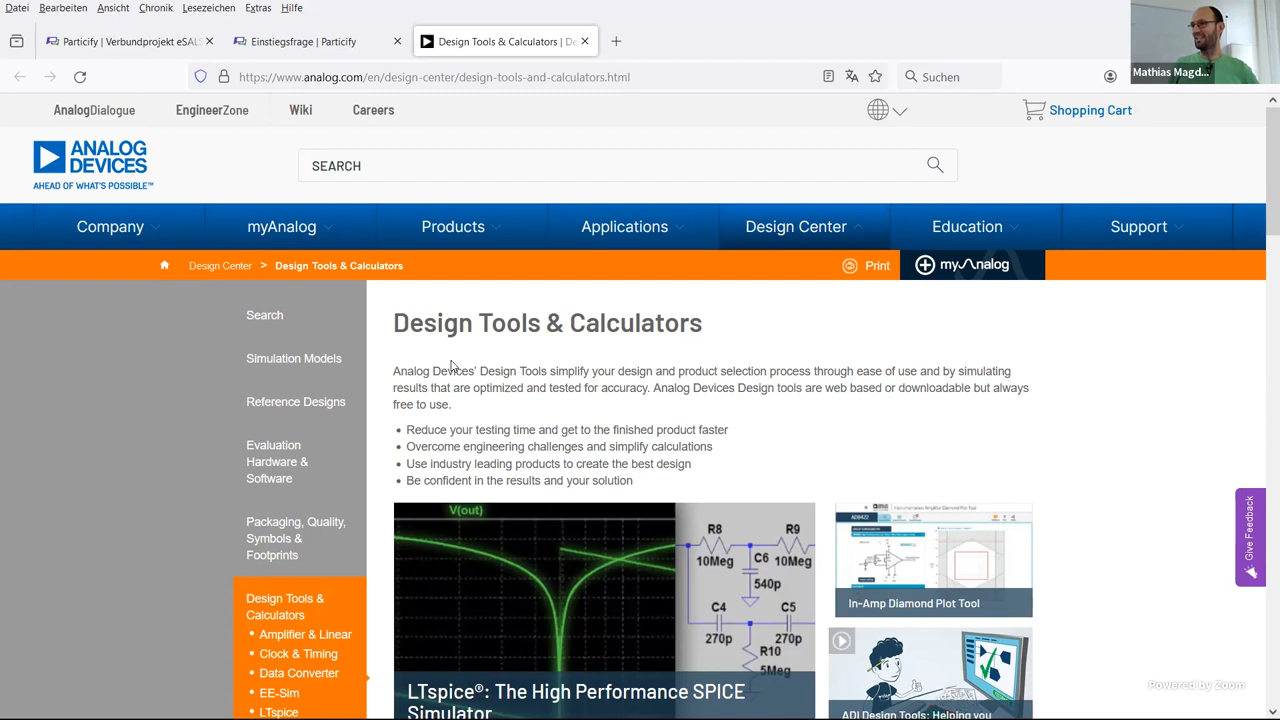 Datei Bearbeiten Ansicht Chronik Lesezeichen Extras Hilfe
Particify | Verbundprojekt eSALS
Einstiegsfrage | Particify
Design Tools & Calculators | De
https://www.analog.com/en/design-center/design-tools-and-calculators.html
Suchen
Mathias Magd...
AnalogDialogue EngineerZone Wiki Careers
Shopping Cart
ANALOG
DEVICES
AHEAD OF WHAT'S POSSIBLE™
SEARCH
Company myAnalog Products Applications Design Center Education Support
Design Center > Design Tools & Calculators
Print
myAnalog
Search
Simulation Models
Reference Designs
Evaluation
Hardware &
Software
Packaging, Quality,
Symbols &
Footprints
Design Tools &
Calculators
• Amplifier & Linear
• Clock & Timing
• Data Converter
• EE-Sim
• LTspice
Design Tools & Calculators
Analog Devices' Design Tools simplify your design and product selection process through ease of use and by simulating
results that are optimized and tested for accuracy. Analog Devices Design tools are web based or downloadable but always
free to use.
• Reduce your testing time and get to the finished product faster
• Overcome engineering challenges and simplify calculations
• Use industry leading products to create the best design
• Be confident in the results and your solution
V(out)
R8
10Meg
R9
10Meg
C6
540p
C4
270p
C5
270p
R10
5Meg
LTspice®: The High Performance SPICE
Simulator
In-Amp Diamond Plot Tool
ADI Design Tools: Helping you
Give Feedback
Powered by Zoom